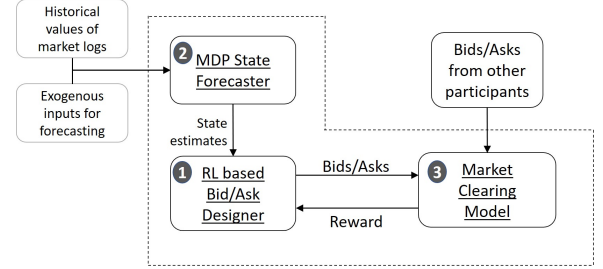 Historical
values of
market logs
Exogenous
inputs for
forecasting
2
MDP State
Forecaster
State
estimates
1
RL based
Bid/Ask
Designer
Bids/Asks
Reward
Bids/Asks
from other
participants
3
Market
Clearing
Model